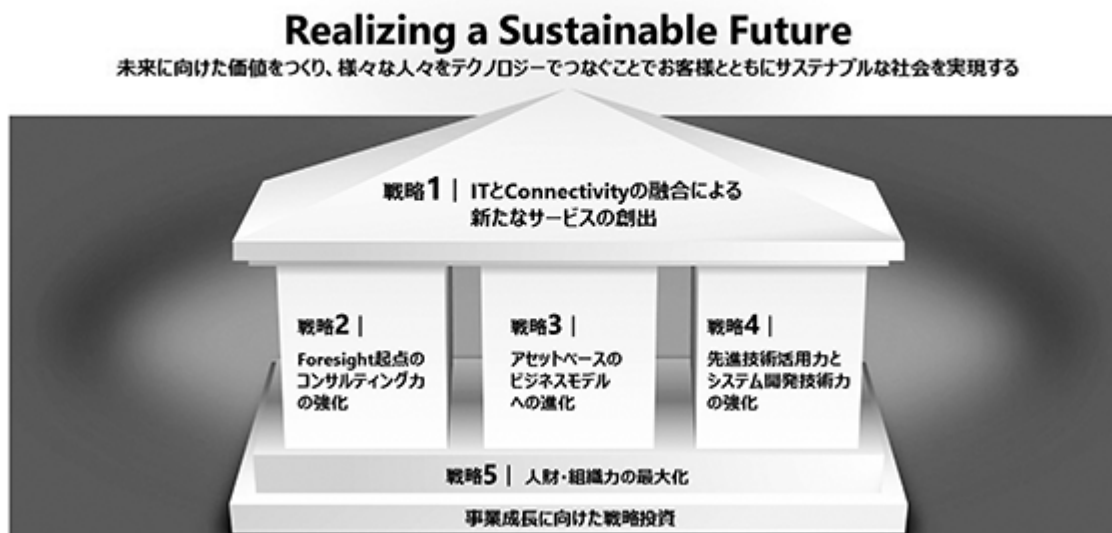 Realizing a Sustainable Future
未来に向けた価値をつくり、様々な人々をテクノロジーでつなぐことでお客様とともにサステナブルな社会を実現する
戦略1｜ ITとConnectivityの融合による
新たなサービスの創出
戦略2｜
Foresight起点の
コンサルティング力
の強化
戦略3｜
アセットベースの
ビジネスモデル
への進化
戦略4｜
先進技術活用力と
システム開発技術力
の強化
戦略5｜ 人財・組織力の最大化
事業成長に向けた戦略投資